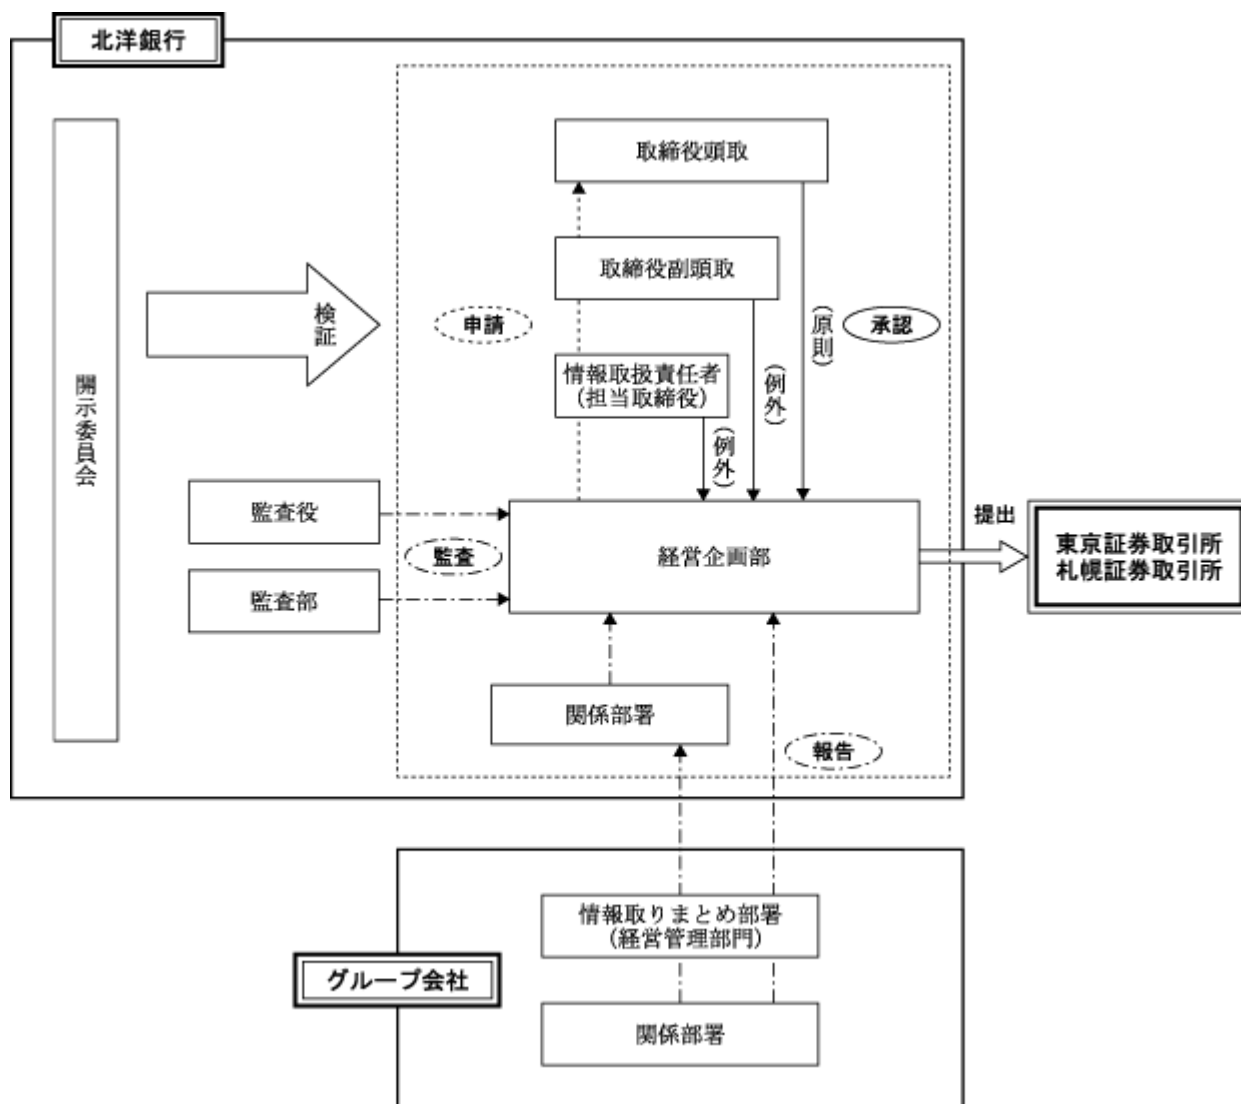 北洋銀行
取締役頭取
取締役副頭取
検証
申請
(原則)
承認
情報取扱責任者
(担当取締役)
(例外)
(例外)
開示委員会
監査役
監査
監査部
経営企画部
提出
東京証券取引所
札幌証券取引所
関係部署
報告
情報取りまとめ部署
(経営管理部門)
グループ会社
関係部署